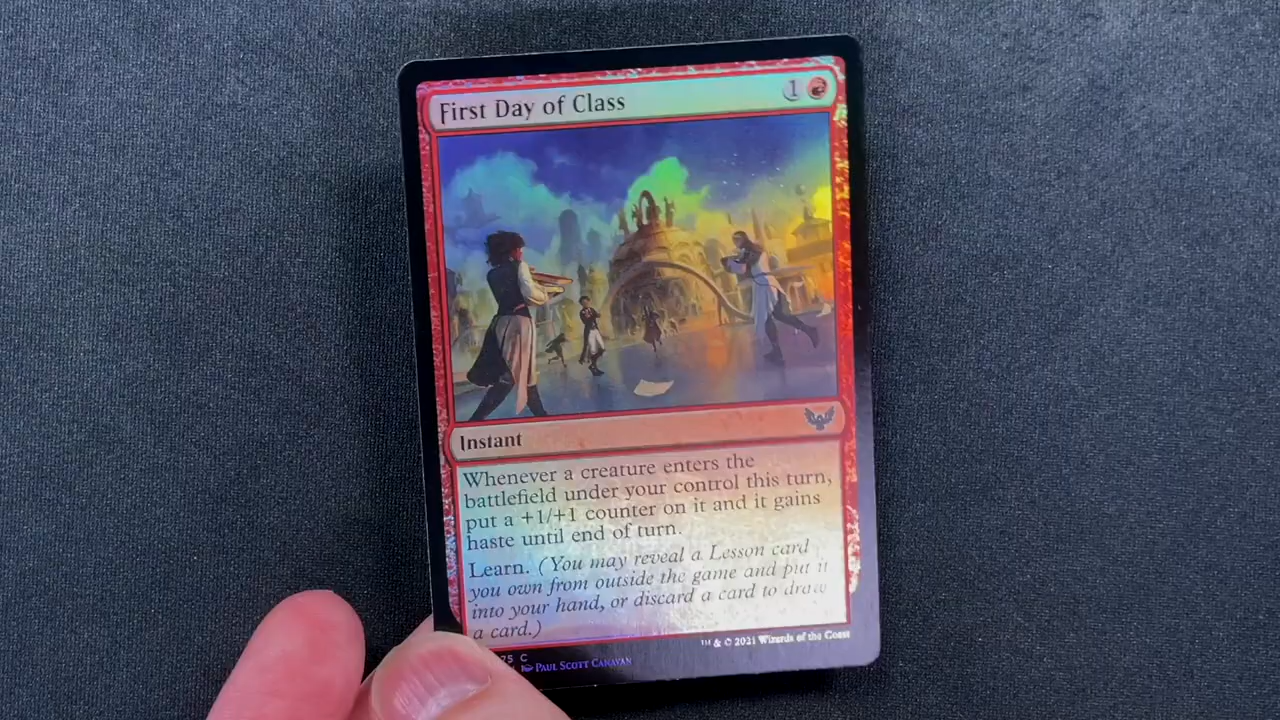 First Day of Class 1
Instant
Whenever a creature enters the
battlefield under your control this turn,
put a +1/+1 counter on it and it gains
haste until end of turn.
Learn. (You may reveal a Lesson card
you own from outside the game and put it
into your hand, or discard a card to draw
a card.)
75 C
PAUL SCOTT CANAVAN
™ & © 2021 Wizards of the Coast